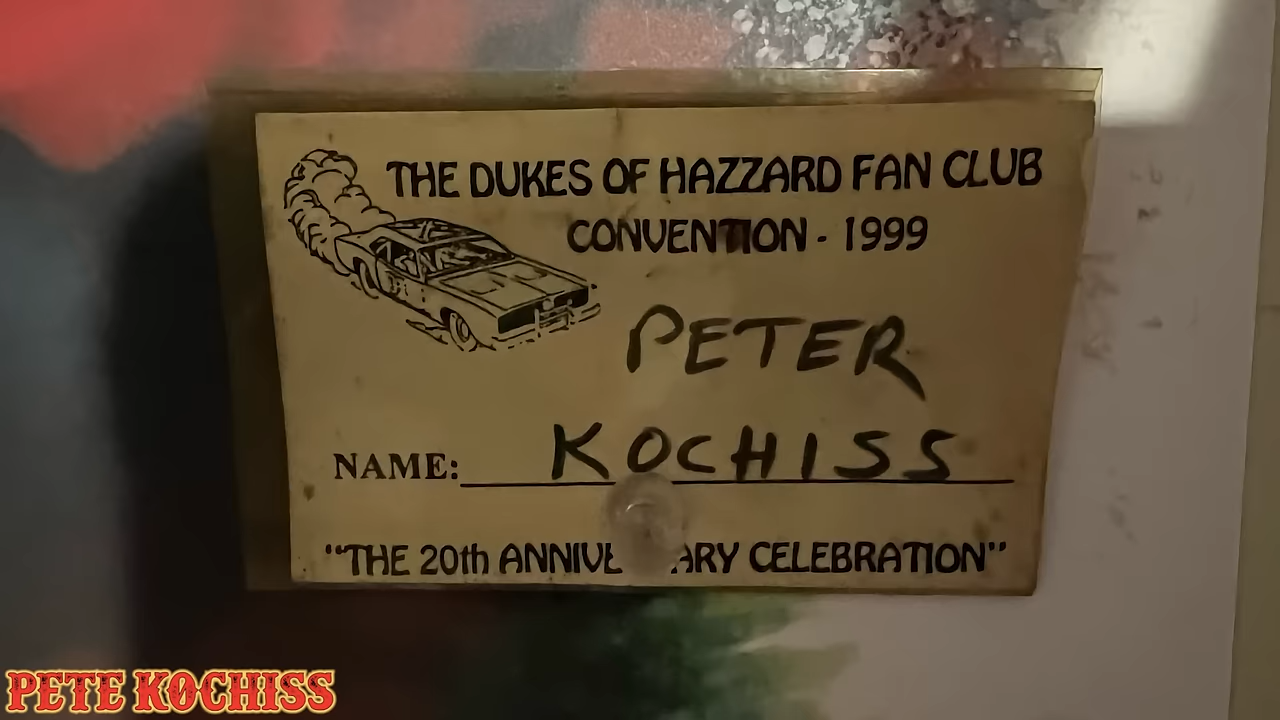 THE DUKES OF HAZZARD FAN CLUB
CONVENTION - 1999
PETER
NAME: KOCHISS
"THE 20th ANNIVE ARY CELEBRATION"
PETE KOCHISS